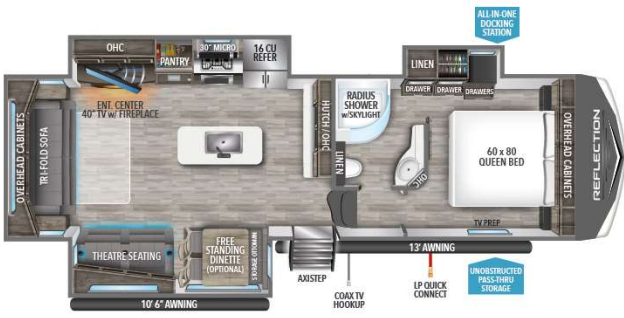 ALL-IN-ONE
DOCKING
STATION
OHC
PANTRY
30" MICRO
16 CU
REFER
LINEN
DRAWER
DRAWER
DRAWERS
ENT. CENTER
40" TV w/ FIREPLACE
RADIUS
SHOWER
w/SKYLIGHT
OVERHEAD CABINETS
TRI-FOLD SOFA
HUTCH / OHC
LINEN
OHC
60 x 80
QUEEN BED
OVERHEAD CABINETS
REFLECTION
TV PREP
THEATRE SEATING
FREE
STANDING
DINETTE
(OPTIONAL)
STORAGE OTTOMAN
13' AWNING
AXISTEP
COAX TV
HOOKUP
LP QUICK
CONNECT
UNOBSTRUCTED
PASS-THRU
STORAGE
10' 6" AWNING